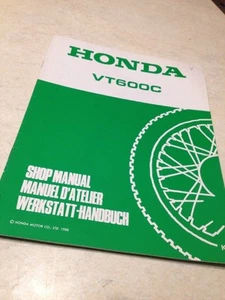 HONDA
VT600C
SHOP MANUAL
MANUEL D'ATELIER
WERKSTATT-HANDBUCH
© HONDA MOTOR CO., LTD. 1988